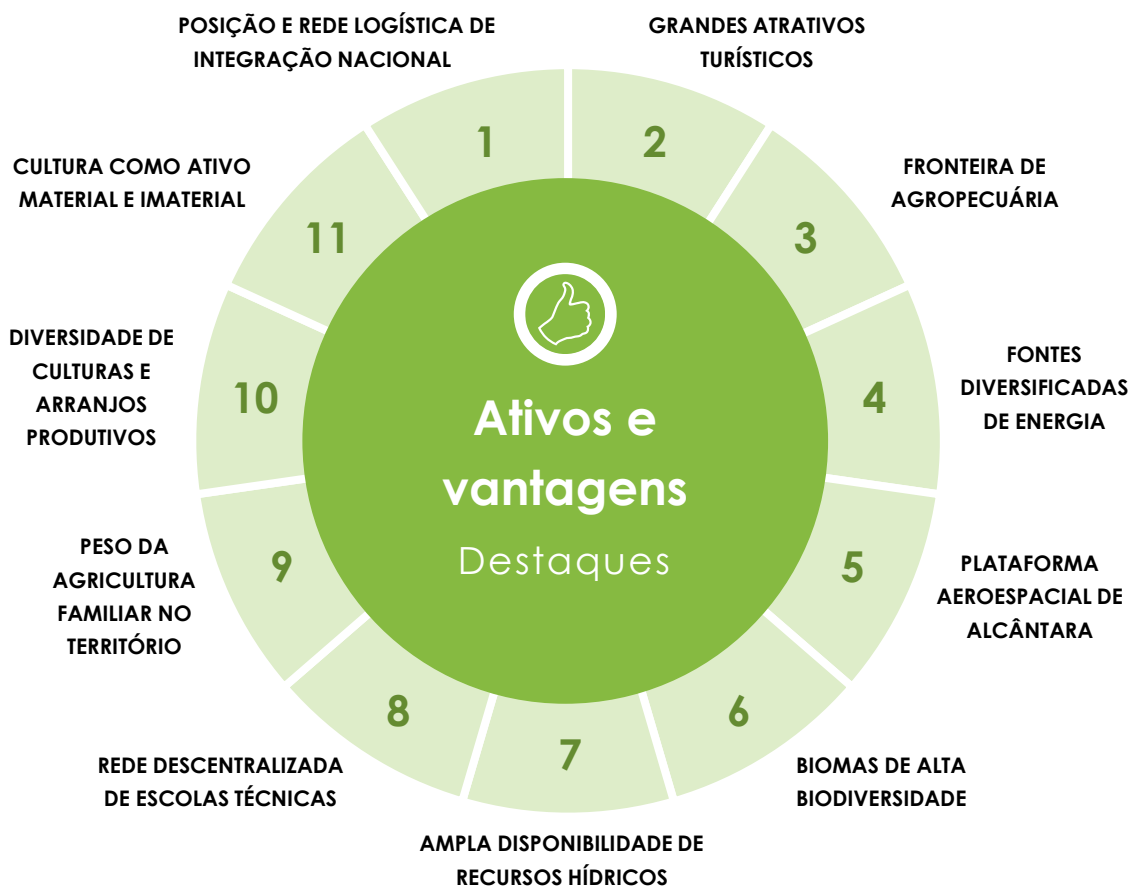 POSIÇÃO E REDE LOGÍSTICA DE
INTEGRAÇÃO NACIONAL
1
GRANDES ATRATIVOS
TURÍSTICOS
2
FRONTEIRA DE
AGROPECUÁRIA
3
FONTES
DIVERSIFICADAS
DE ENERGIA
4
PLATAFORMA
AEROESPACIAL DE
ALCÂNTARA
5
BIOMAS DE ALTA
BIODIVERSIDADE
6
AMPLA DISPONIBILIDADE DE
RECURSOS HÍDRICOS
7
REDE DESCENTRALIZADA
DE ESCOLAS TÉCNICAS
8
PESO DA
AGRICULTURA
FAMILIAR NO
TERRITÓRIO
9
DIVERSIDADE DE
CULTURAS E
ARRANJOS
PRODUTIVOS
10
CULTURA COMO ATIVO
MATERIAL E IMATERIAL
11
Ativos e
vantagens
Destaques